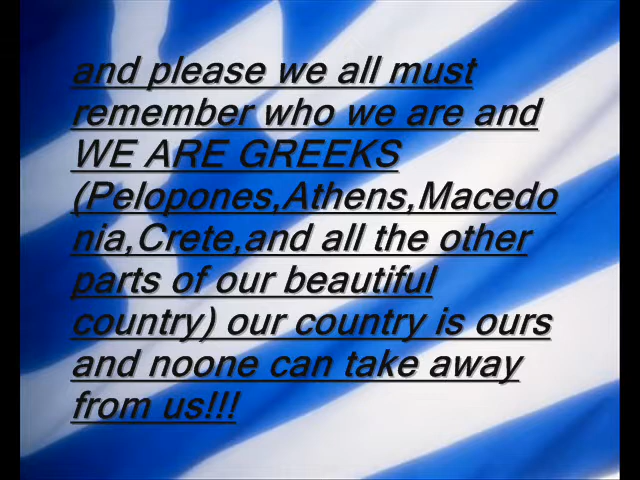 and please we all must
remember who we are and
WE ARE GREEKS
(Pelopones,Athens,Macedo
nia,Crete,and all the other
parts of our beautiful
country) our country is ours
and noone can take away
from us!!!